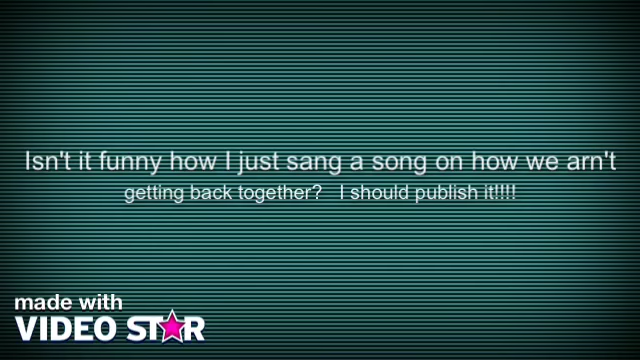 Isn't it funny how I just sang a song on how we arn't
getting back together?   I should publish it!!!!
made with
VIDEO STAR